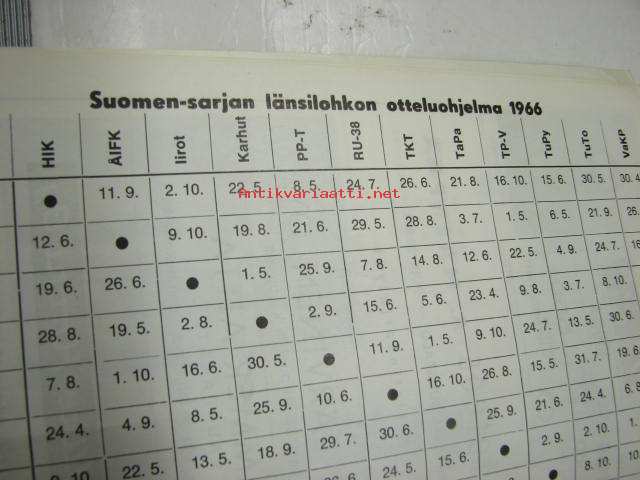 Suomen-sarjan länsilohkon otteluohjelma 1966
HIK ÅIFK Iirot Karhut PP-T RU-38 TKT TaPa TP-V TuPy TuTo VaKP
● 11. 9. 2. 10. 22. 5. 8. 5. 24. 7. 26. 6. 21. 8. 16. 10. 15. 6. 30. 5. 30. 4.
antikvariaatti.net
12. 6. ● 9. 10. 19. 8. 21. 6. 29. 5. 28. 8. 3. 7. 1. 5. 6. 5. 21. 9. 26.
19. 6. 26. 6. ● 1. 5. 25. 9. 7. 8. 14. 8. 12. 6. 22. 5. 4. 9. 24. 7. 16
28. 8. 19. 5. 2. 8. ● 2. 9. 15. 6. 5. 6. 23. 4. 9. 8. 3. 7. 8. 10.
7. 8. 1. 10. 16. 6. 30. 5. ● 11. 9. 1. 5. 9. 10. 24. 7. 13. 5. 30. 6.
24. 4. 4. 9. 8. 5. 25. 9. 10. 6. ● 16. 10. 26. 8. 15. 5. 31. 7. 19. 6.
22. 5. 13. 5. 18. 9. 29. 7. 30. 6. ● 25. 9. 21. 6. 24. 4. 6. 8.
24. 5. 15. 6. ● 2. 9. 2. 10. 1.
● 8. 10. 10.